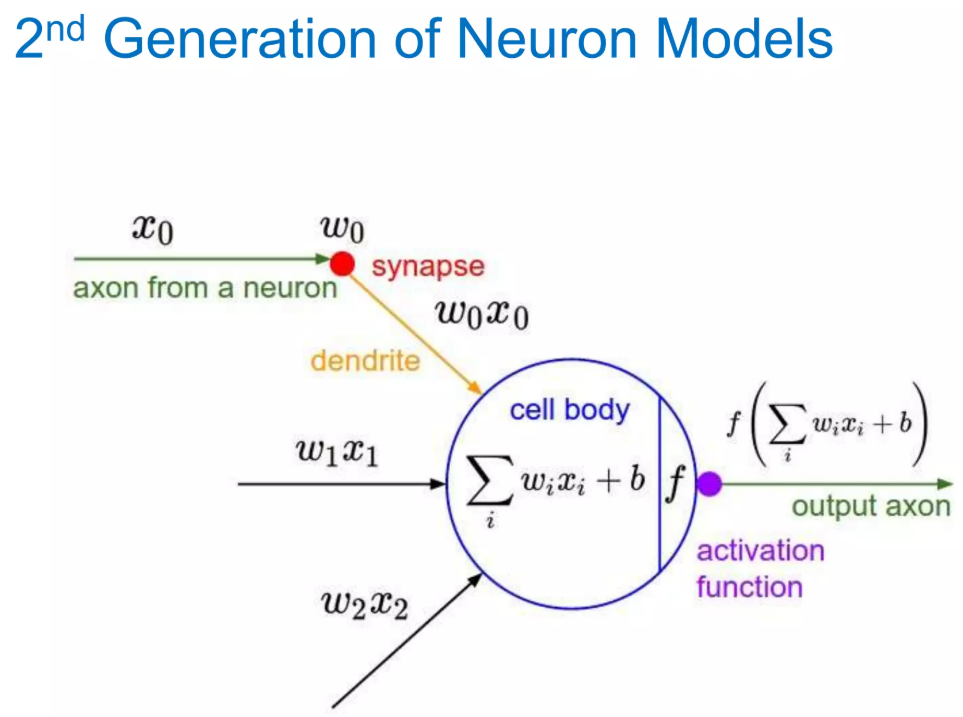 2nd Generation of Neuron Models
x₀
w₀
synapse
axon from a neuron
w₀x₀
dendrite
cell body
f(∑ᵢ wᵢxᵢ + b)
w₁x₁
∑ᵢ wᵢxᵢ + b
f
output axon
activation
function
w₂x₂